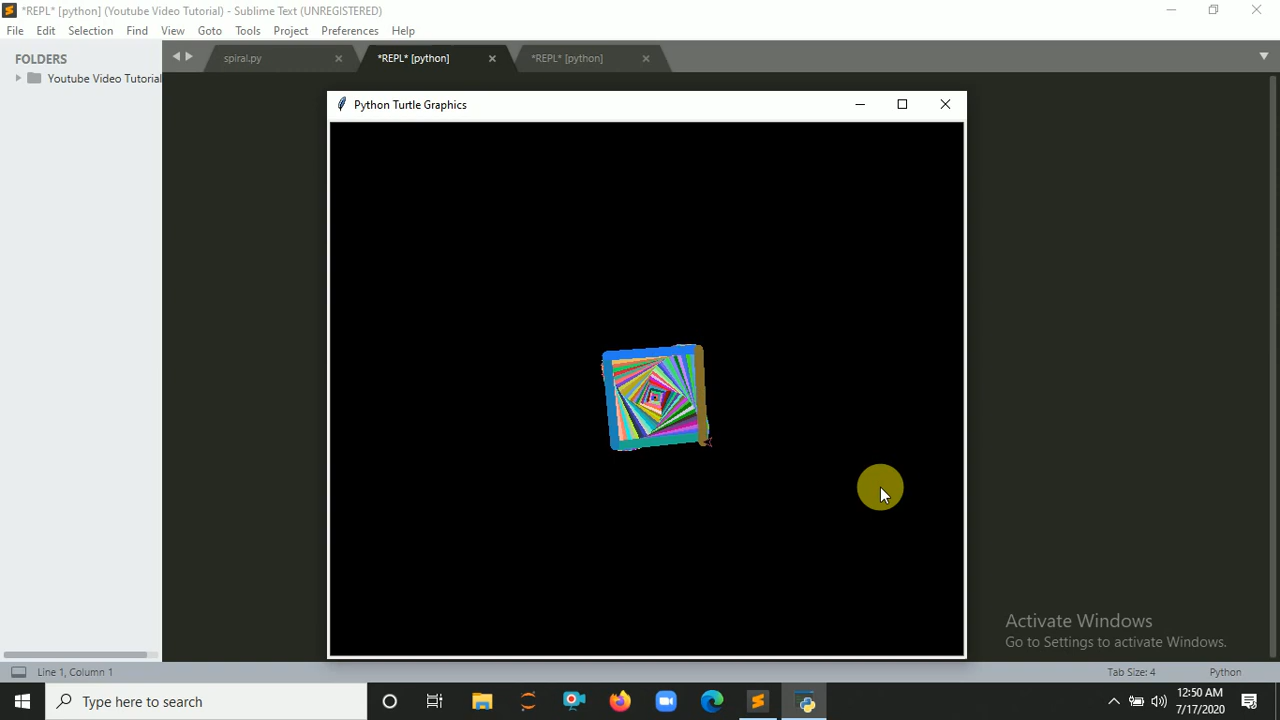 *REPL* [python] (Youtube Video Tutorial) - Sublime Text (UNREGISTERED)
File Edit Selection Find View Goto Tools Project Preferences Help
FOLDERS
Youtube Video Tutorial
spiral.py
*REPL* [python]
*REPL* [python]
Python Turtle Graphics
Activate Windows
Go to Settings to activate Windows.
Line 1, Column 1
Tab Size: 4
Python
Type here to search
12:50 AM
7/17/2020